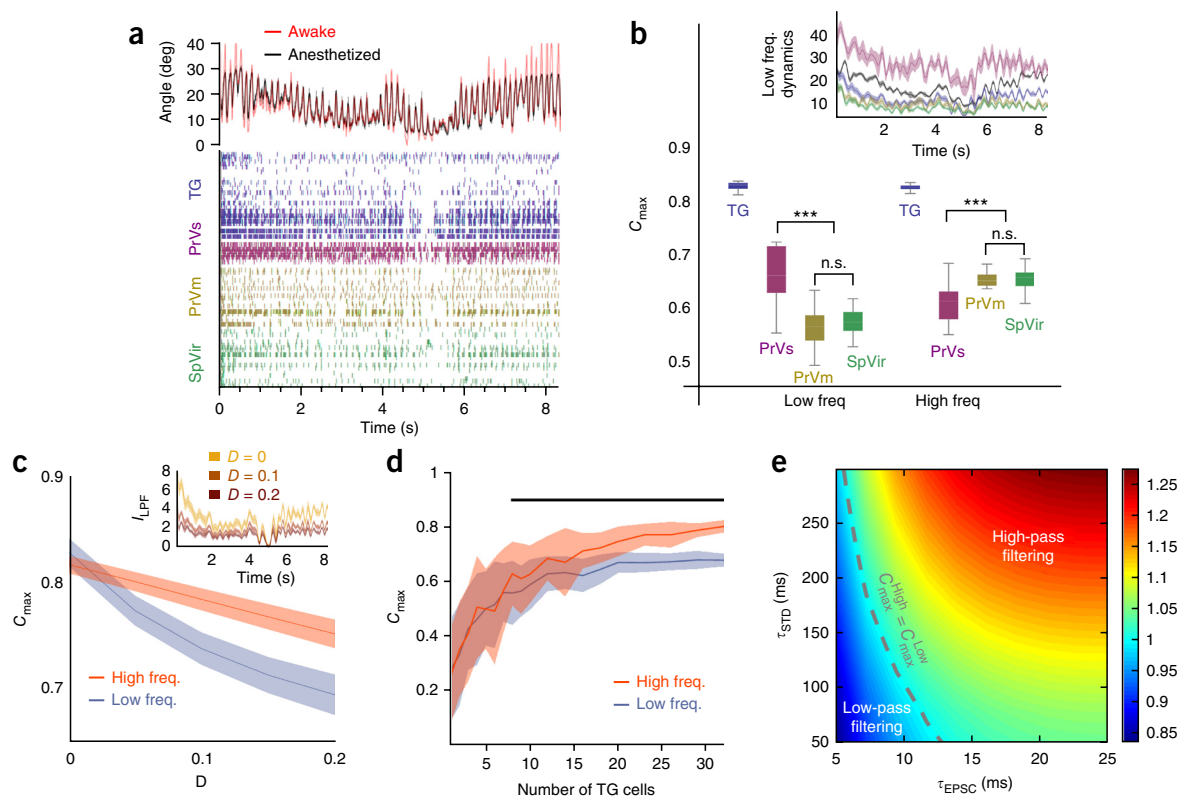 a
Awake
Anesthetized
Angle (deg)
40
30
20
10
0
TG
PrVs
PrVm
SpVir
0 2 4 6 8
Time (s)
b
Low freq. dynamics
40
30
20
10
2 4 6 8
Time (s)
Cmax
0.9
0.8
0.7
0.6
0.5
TG
***
n.s.
PrVs
PrVm
SpVir
TG
***
n.s.
PrVs
PrVm
SpVir
Low freq
High freq
c
Cmax
0.9
0.8
0.7
ILPF
8
6
4
2
0
D = 0
D = 0.1
D = 0.2
2 4 6 8
Time (s)
High freq.
Low freq.
0 0.1 0.2
D
d
Cmax
1
0.8
0.6
0.4
0.2
High freq.
Low freq.
5 10 15 20 25 30
Number of TG cells
e
τSTD (ms)
250
200
150
100
50
High-pass
filtering
C High max = C Low max
Low-pass
filtering
5 10 15 20 25
τEPSC (ms)
1.25
1.20
1.15
1.10
1.05
1
0.95
0.90
0.85